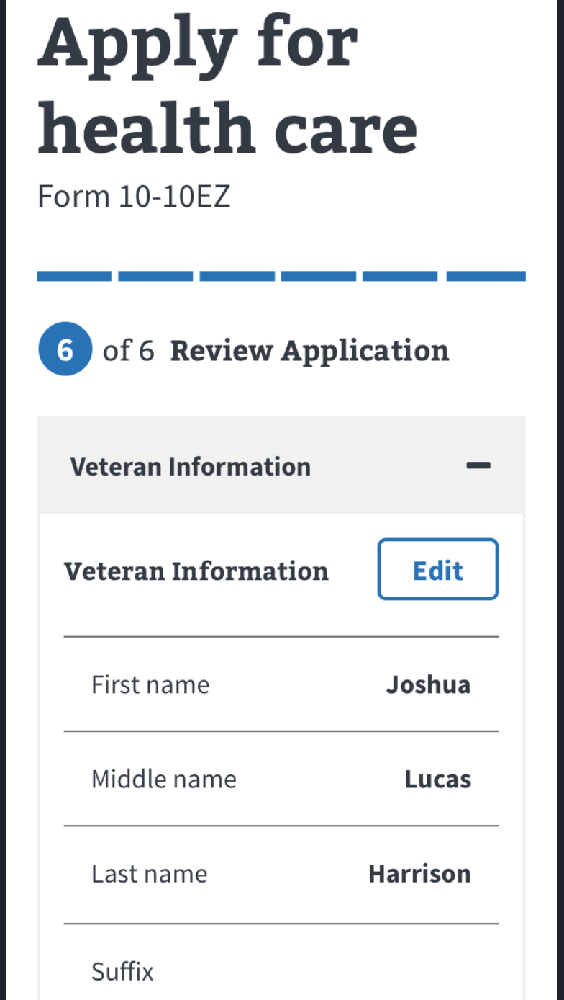 Apply for
health care
Form 10-10EZ
6 of 6 Review Application
Veteran Information
Veteran Information Edit
First name Joshua
Middle name Lucas
Last name Harrison
Suffix